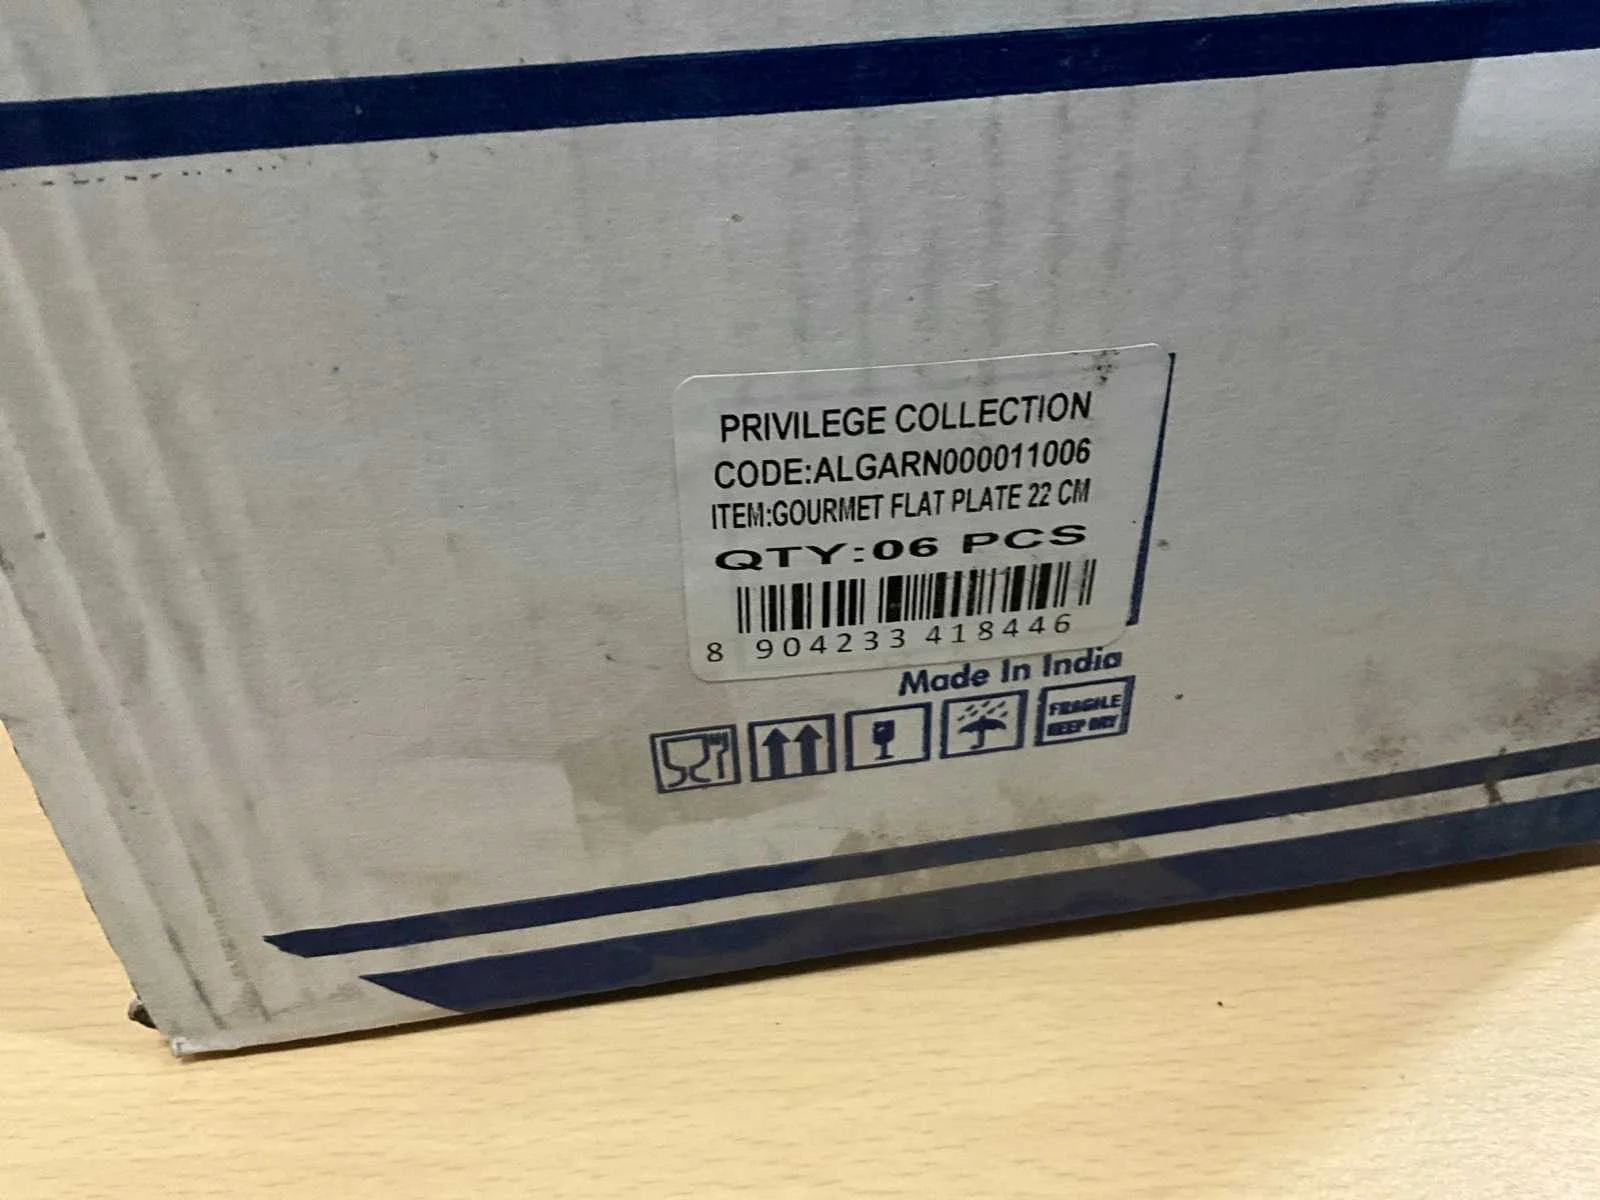 PRIVILEGE COLLECTION
CODE:ALGARN000011006
ITEM:GOURMET FLAT PLATE 22 CM
QTY:06 PCS
8 904233 418446
Made In India
FRAGILE
KEEP DRY